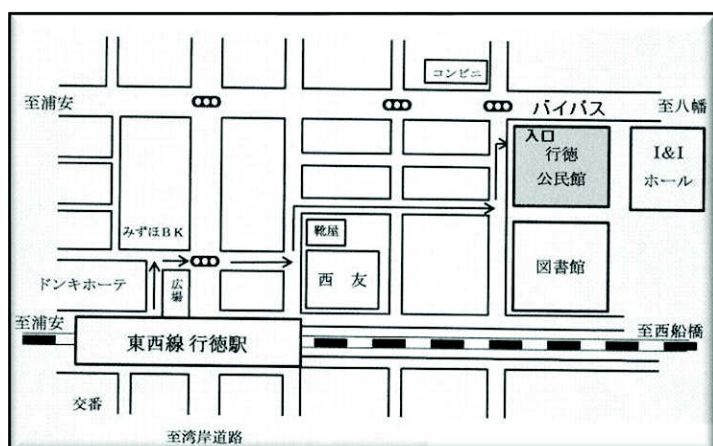 コンビニ
至浦安
バイパス
至八幡
入口
行徳
公民館
I&I
ホール
みずほBK
靴屋
西友
図書館
ドンキホーテ
広場
至浦安
東西線 行徳駅
至西船橋
交番
至湾岸道路